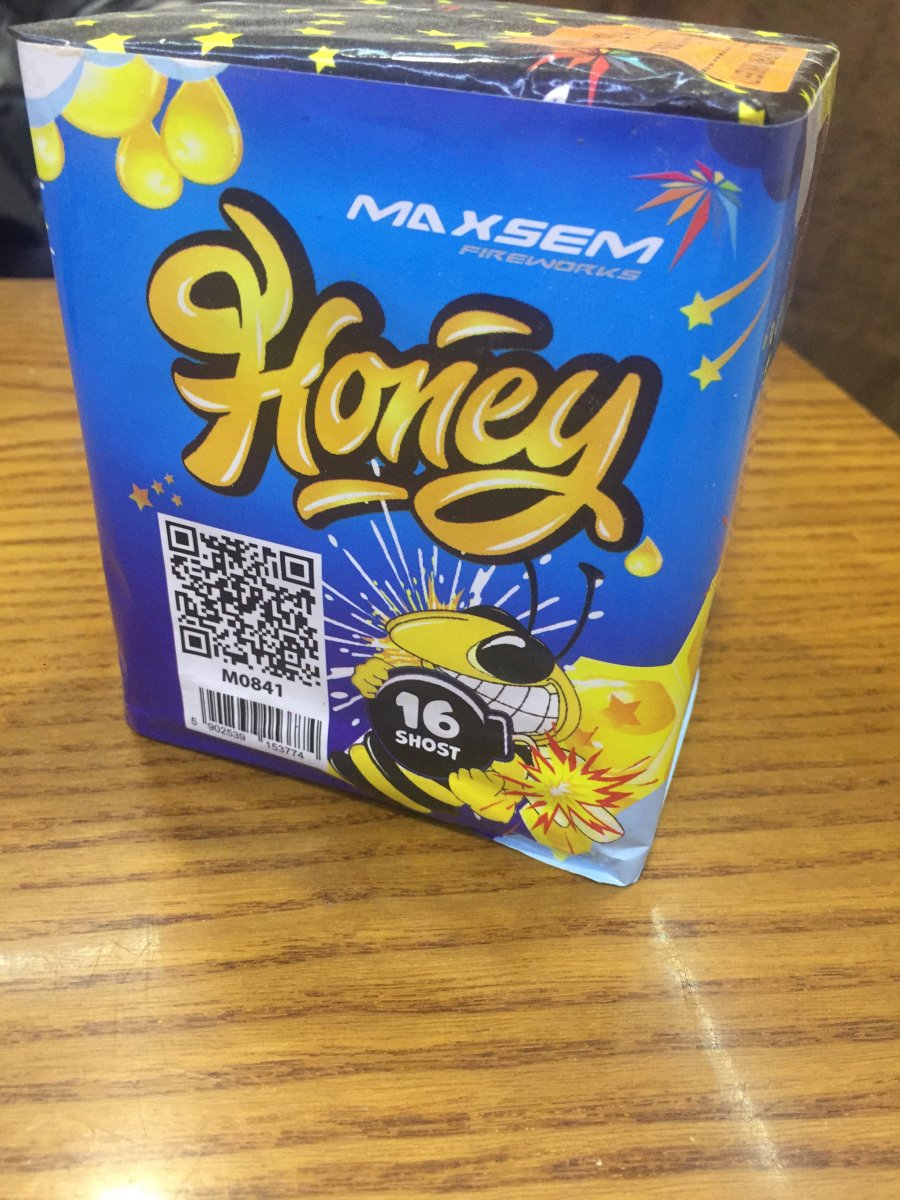 MAXSEM
FIREWORKS
Honey
M0841
5 902539 153774
16
SHOST